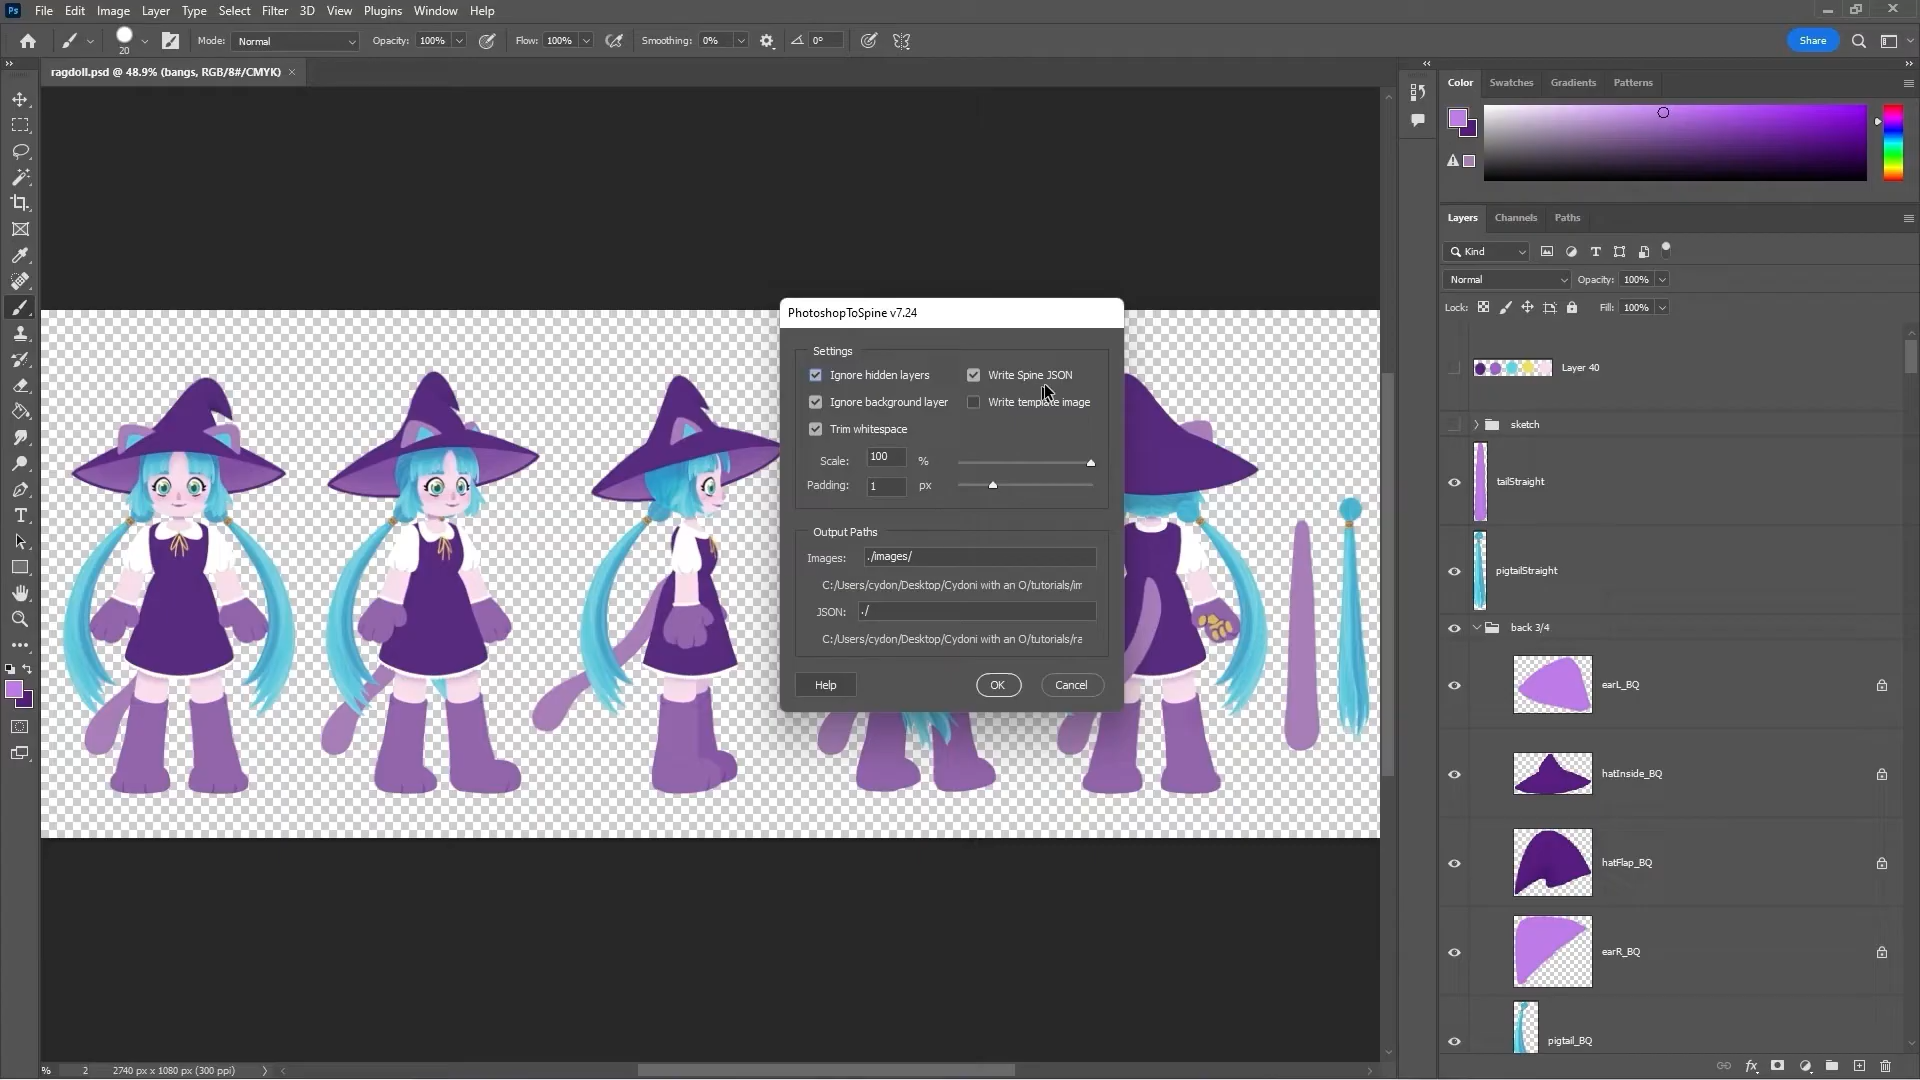 Ps File Edit Image Layer Type Select Filter 3D View Plugins Window Help
20 Mode: Normal Opacity: 100% Flow: 100% Smoothing: 0% 0° Share
ragdoll.psd @ 48.9% (bangs, RGB/8#/CMYK) ×
Color Swatches Gradients Patterns
Layers Channels Paths
Kind
Normal Opacity: 100%
Lock: Fill: 100%
Layer 40
sketch
tailStraight
pigtailStraight
back 3/4
earL_BQ
hatInside_BQ
hatFlap_BQ
earR_BQ
pigtail_BQ
PhotoshopToSpine v7.24
Settings
Ignore hidden layers Write Spine JSON
Ignore background layer Write template image
Trim whitespace
Scale: 100 %
Padding: 1 px
Output Paths
Images: ./images/
C:/Users/cydon/Desktop/Cydoni with an O/tutorials/im
JSON: ./
C:/Users/cydon/Desktop/Cydoni with an O/tutorials/ra
Help OK Cancel
% 2 2740 px x 1080 px (300 ppi)